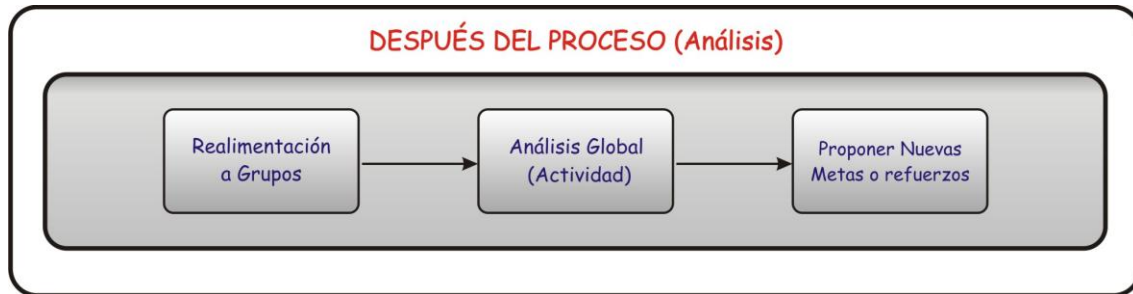 DESPUÉS DEL PROCESO (Análisis)
Realimentación
a Grupos
Análisis Global
(Actividad)
Proponer Nuevas
Metas o refuerzos